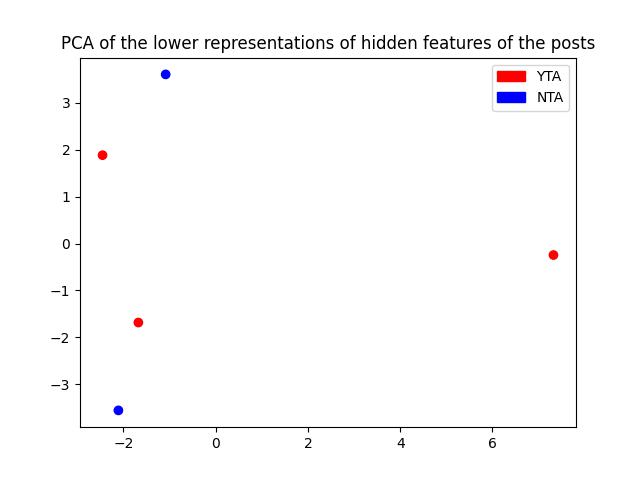 PCA of the lower representations of hidden features of the posts
YTA
NTA
3
2
1
0
−1
−2
−3
−2 0 2 4 6